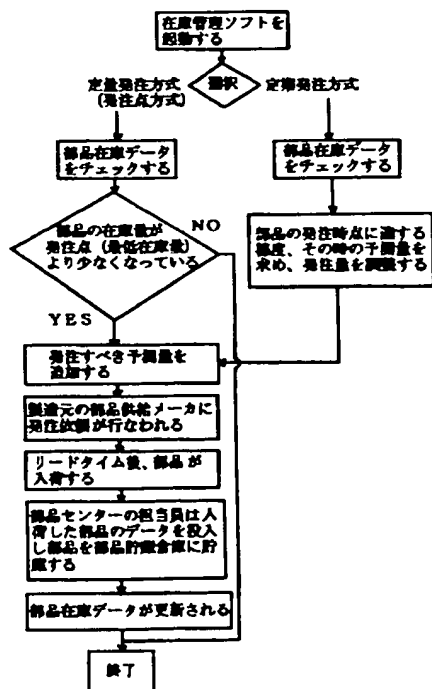 在庫管理ソフトを
起動する
選択
定量発注方式
(発注点方式)
定期発注方式
部品在庫データ
をチェックする
部品在庫データ
をチェックする
部品の在庫量が
発注点(最低在庫量)
より少なくなっている
NO
YES
部品の発注時点に達する
都度、その時の予測量を
求め、発注量を調整する
発注すべき予測量を
追加する
製造元の部品供給メーカに
発注依頼が行なわれる
リードタイム後、部品が
入荷する
部品センターの担当員は入
荷した部品のデータを投入
し部品を部品貯蔵倉庫に貯
蔵する
部品在庫データが更新される
終了